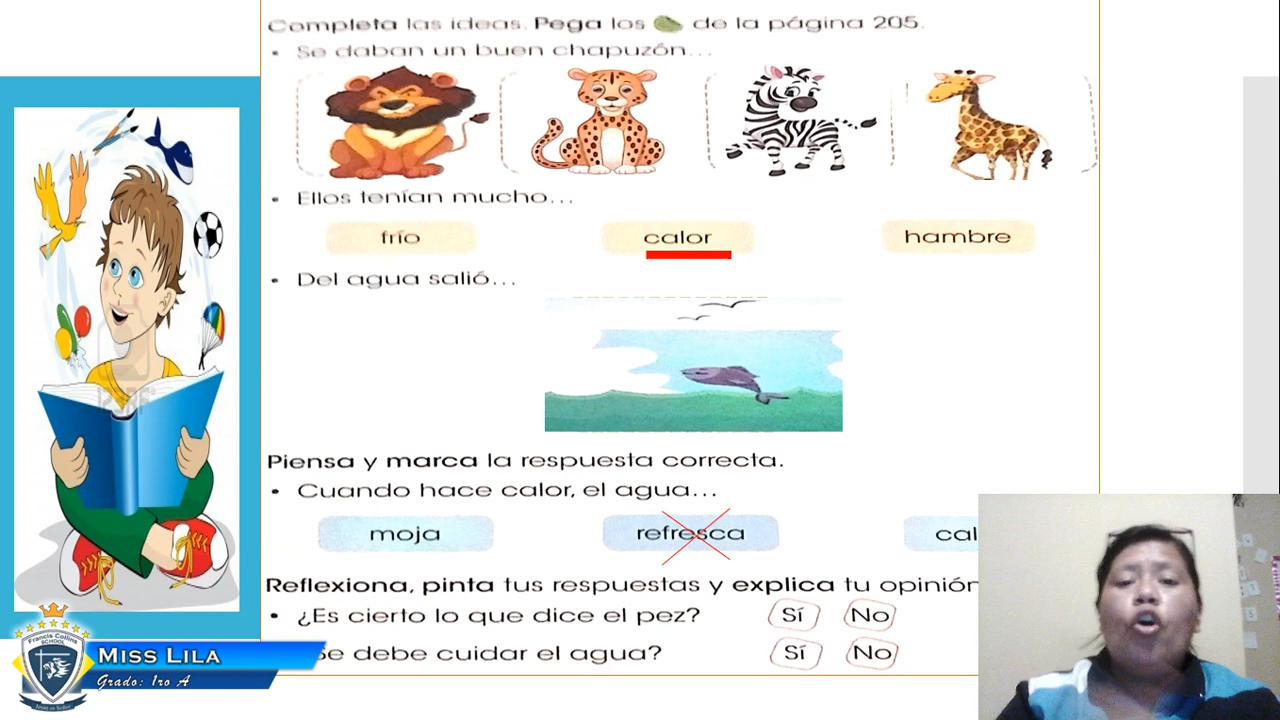 Completa las ideas. Pega los de la página 205.
• Se daban un buen chapuzón...
• Ellos tenían mucho...
frío calor hambre
• Del agua salió...
Piensa y marca la respuesta correcta.
• Cuando hace calor, el agua...
moja refresca cal
Reflexiona, pinta tus respuestas y explica tu opinión
• ¿Es cierto lo que dice el pez? Sí No
Se debe cuidar el agua? Sí No
Francis Collins
SCHOOL
MISS LILA
Grado: 1ro A